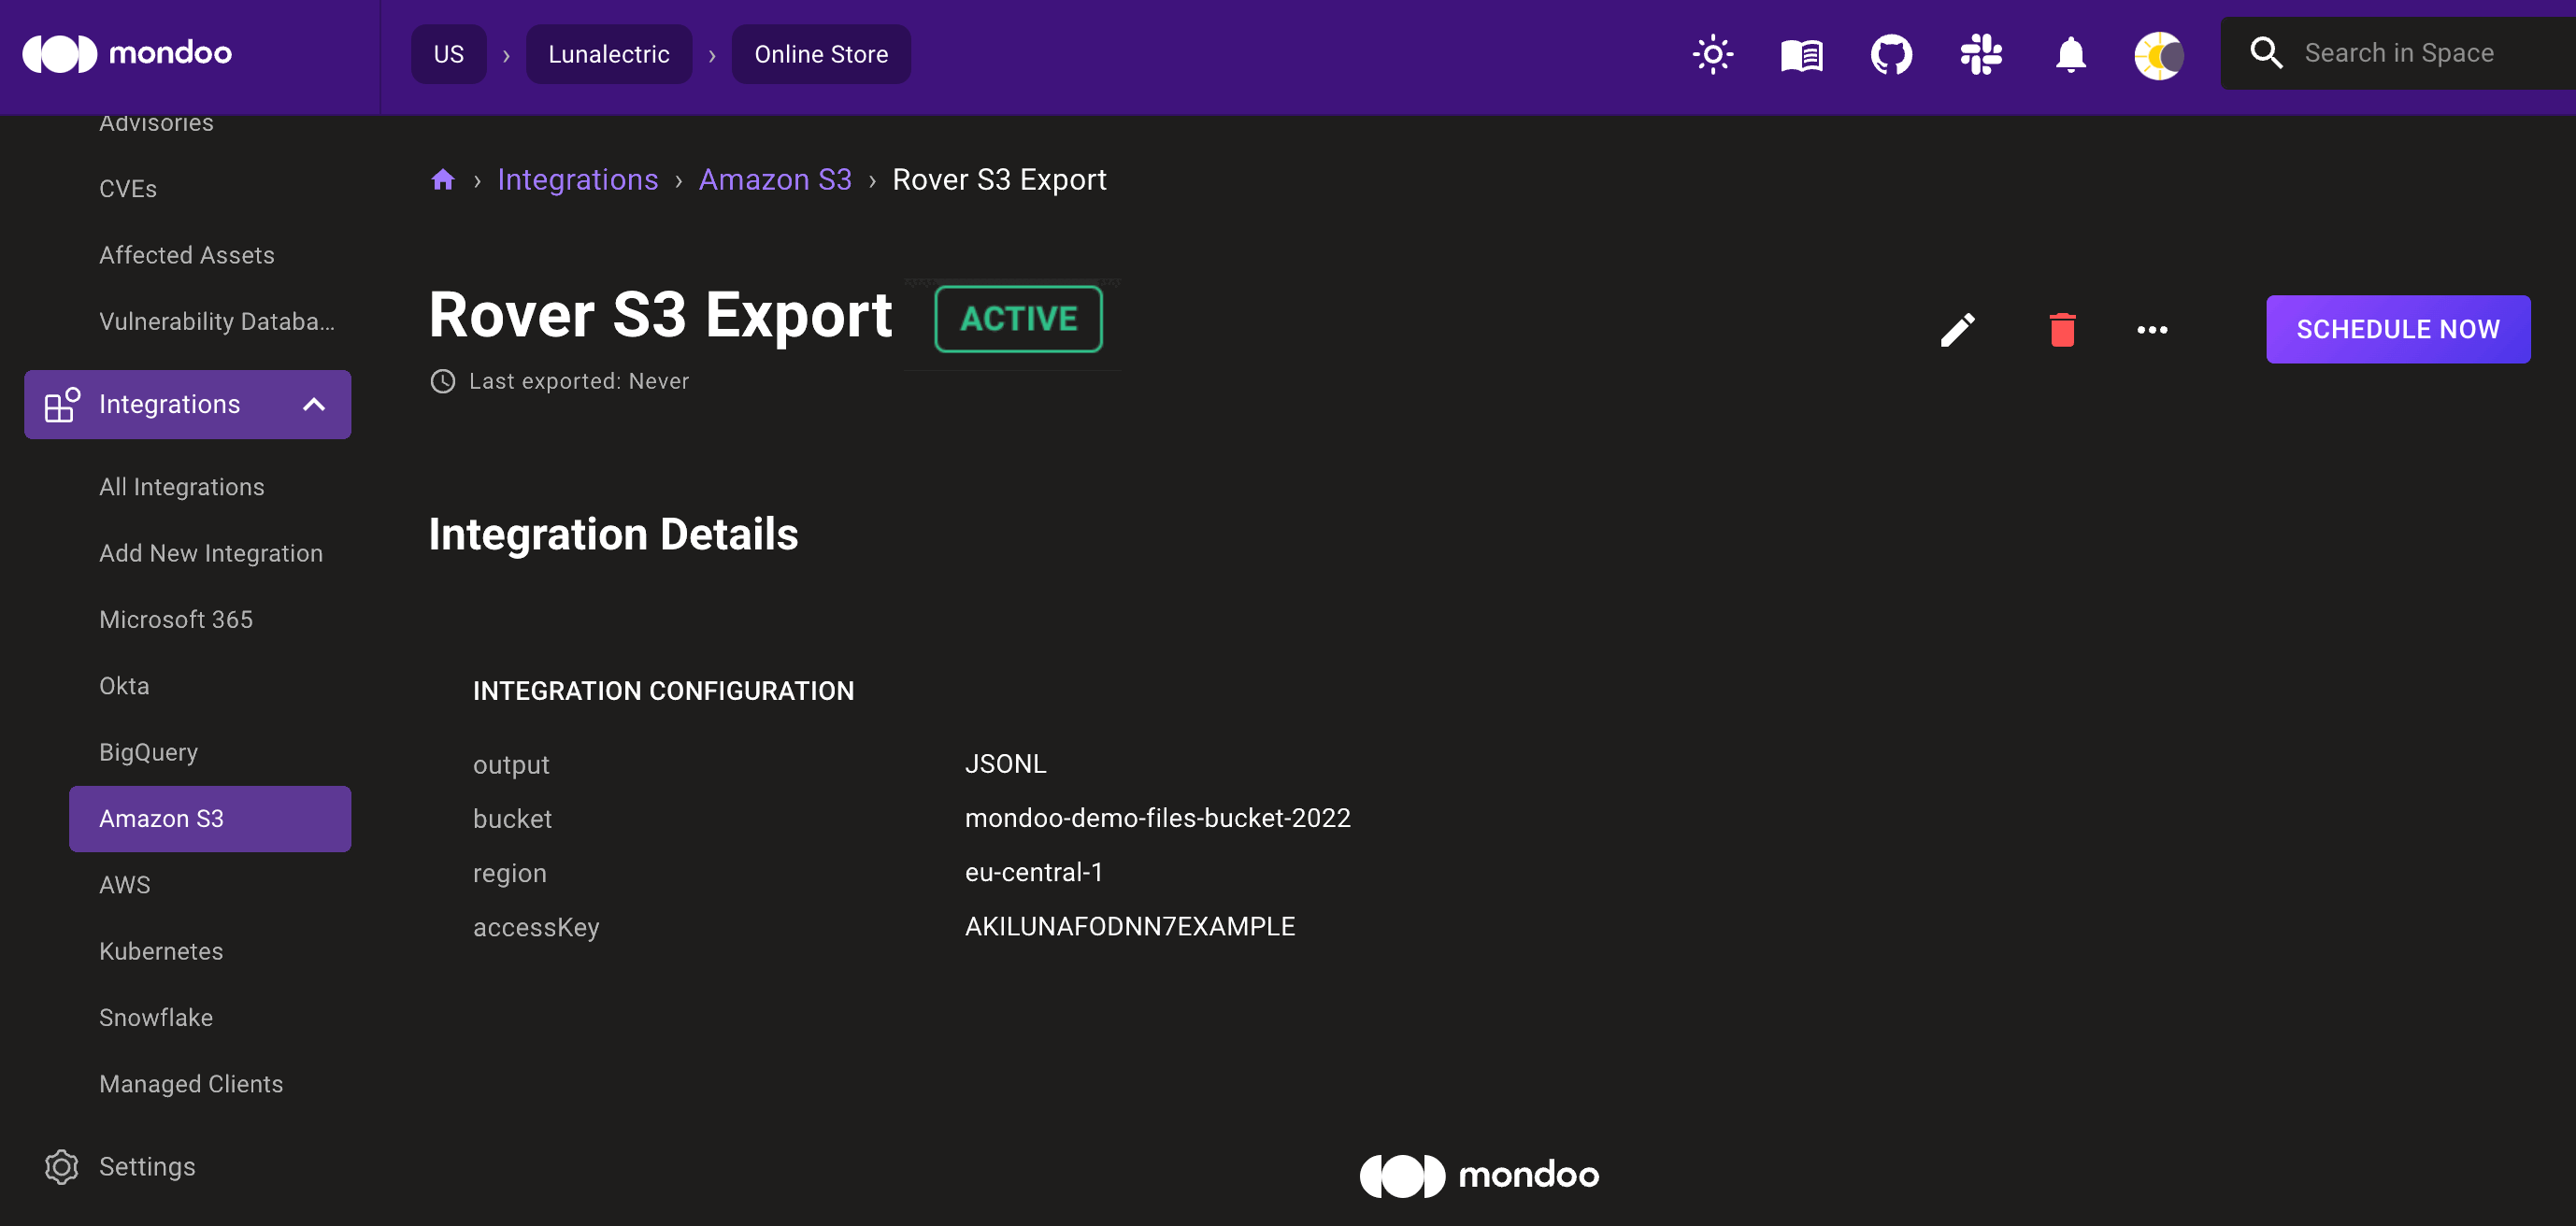 mondoo
US › Lunalectric › Online Store
Search in Space
Advisories
CVEs
Affected Assets
Vulnerability Databa...
Integrations
All Integrations
Add New Integration
Microsoft 365
Okta
BigQuery
Amazon S3
AWS
Kubernetes
Snowflake
Managed Clients
Settings
› Integrations › Amazon S3 › Rover S3 Export
Rover S3 Export ACTIVE
SCHEDULE NOW
Last exported: Never
Integration Details
INTEGRATION CONFIGURATION
output JSONL
bucket mondoo-demo-files-bucket-2022
region eu-central-1
accessKey AKILUNAFODNN7EXAMPLE
mondoo